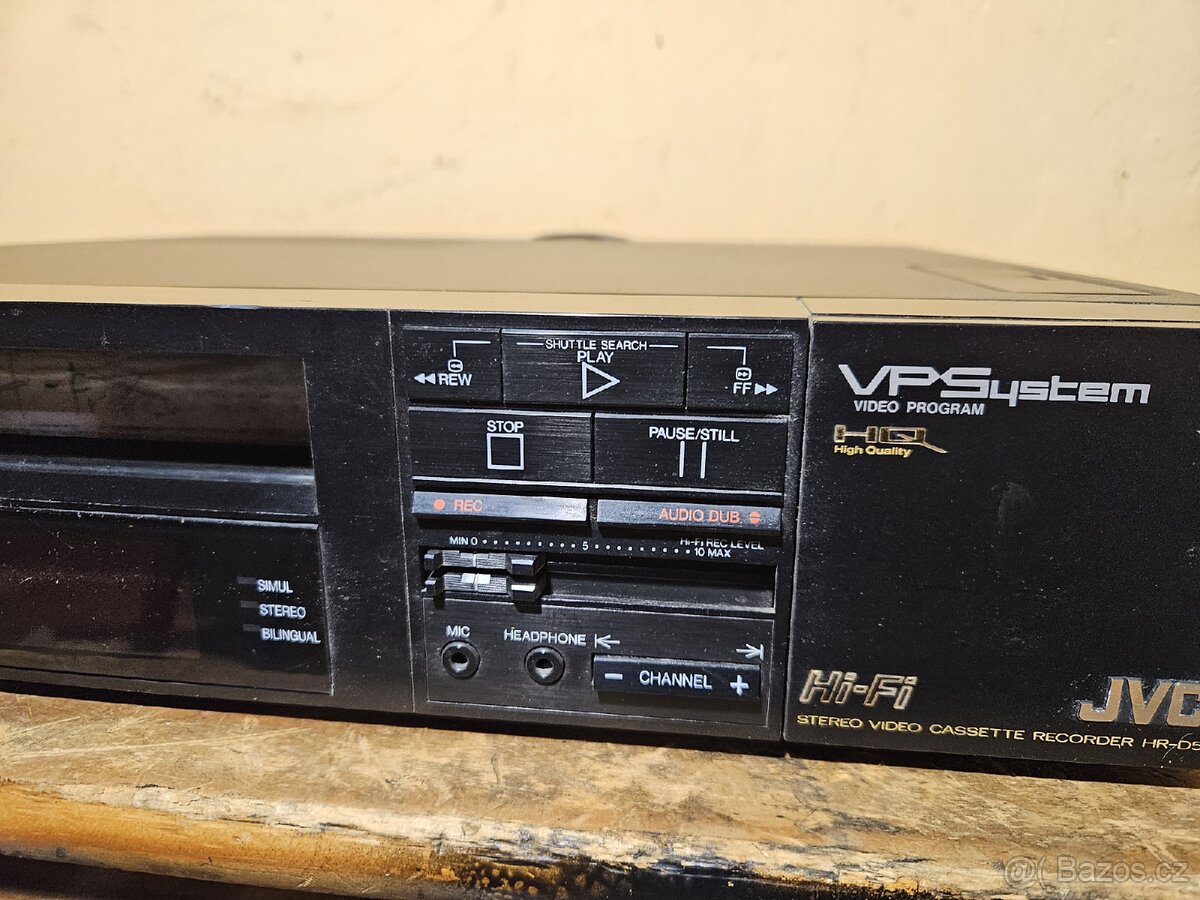 SHUTTLE SEARCH
REW
PLAY
FF
STOP
PAUSE/STILL
REC
AUDIO DUB
MIN 0
5
HI-FI REC LEVEL
10 MAX
SIMUL
STEREO
BILINGUAL
MIC
HEADPHONE
- CHANNEL +
VPSystem
VIDEO PROGRAM
HQ
High Quality
Hi-Fi
JVC
STEREO VIDEO CASSETTE RECORDER HR-D5
@( Bazos.cz